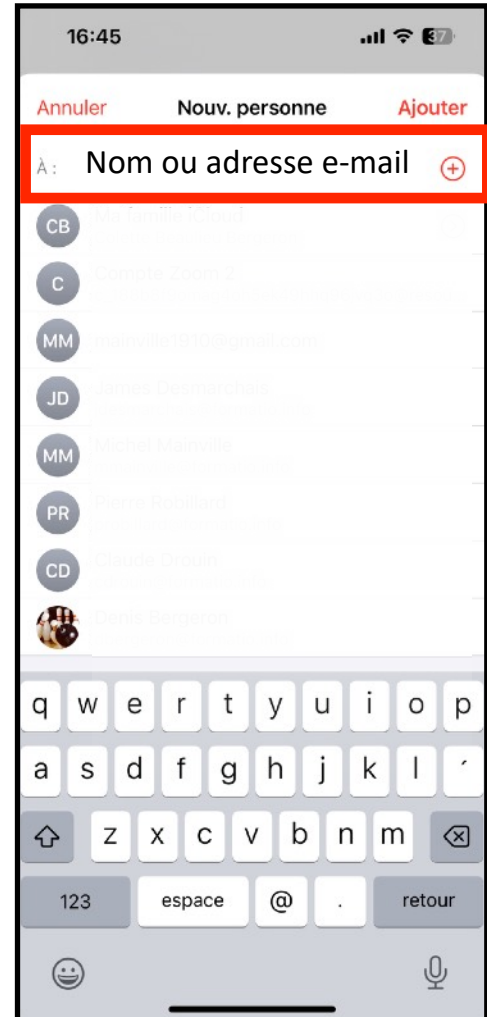 16:45 37
Annuler Nouv. personne Ajouter
À : Nom ou adresse e-mail
CB Ma famille iCloud
C Compte Zoom 2
MM mainville1010@gmail.com
JD James Desmarchais
MM Michel Mainville
PR Pierre Robillard
CD Claude Drouin
Denis Bergeron
q w e r t y u i o p
a s d f g h j k l ´
z x c v b n m
123 espace @ . retour